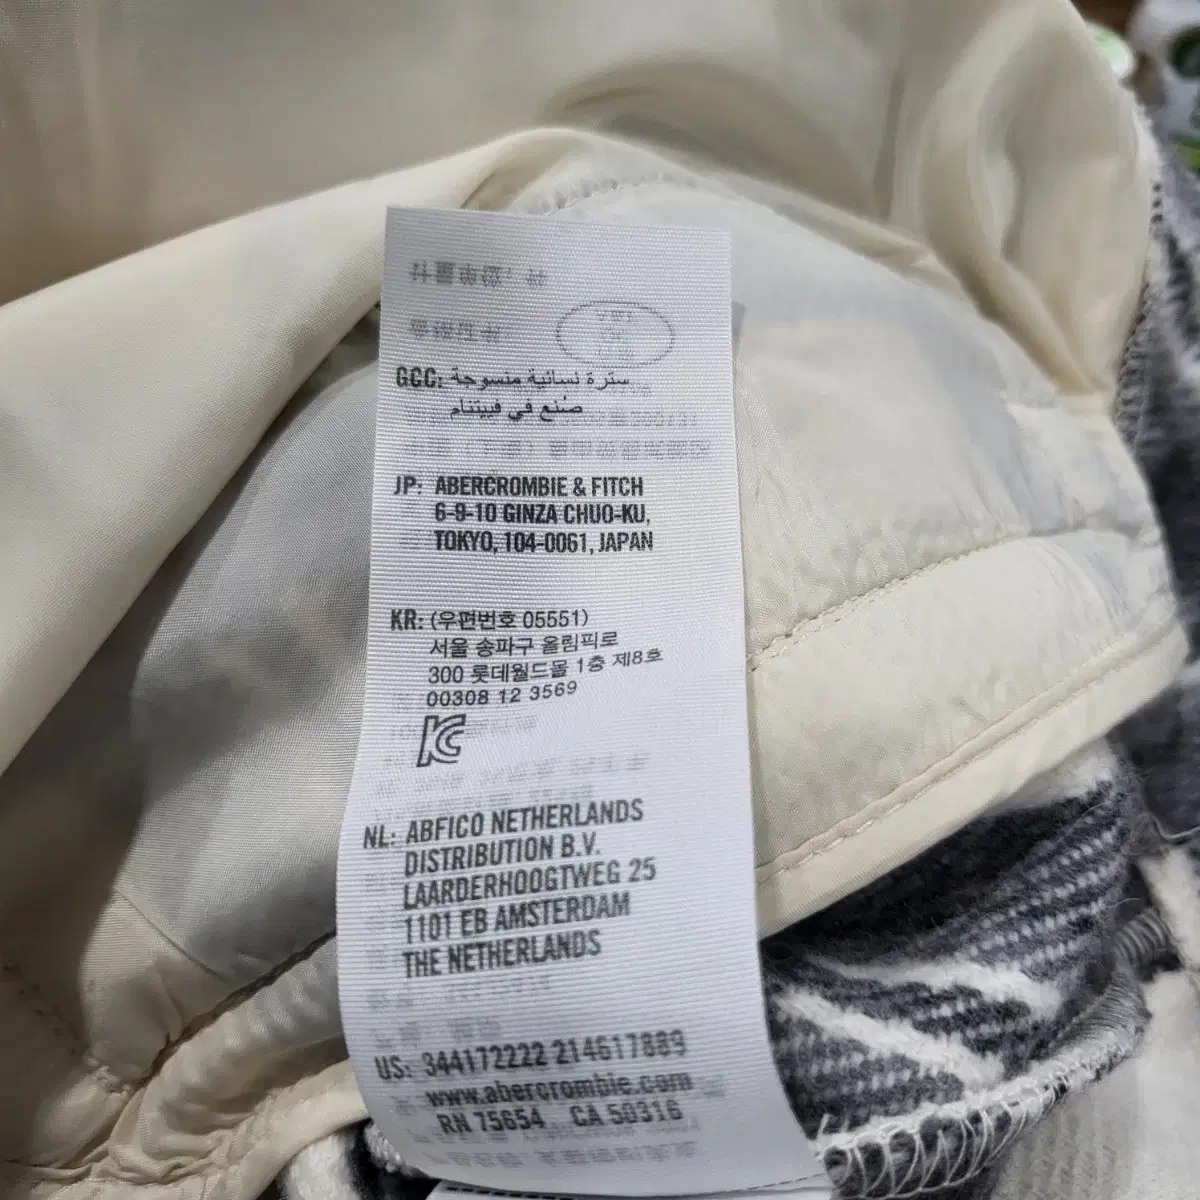 GCC: سترة نسائية منسوجة
صُنع في فييتنام
JP: ABERCROMBIE & FITCH
6-9-10 GINZA CHUO-KU,
TOKYO, 104-0061, JAPAN
KR: (우편번호 05551)
서울 송파구 올림픽로
300 롯데월드몰 1층 제8호
00308 12 3569
KC
NL: ABFICO NETHERLANDS
DISTRIBUTION B.V.
LAARDERHOOGTWEG 25
1101 EB AMSTERDAM
THE NETHERLANDS
US: 344172222 214617889
www.abercrombie.com
RN 75654 CA 50316